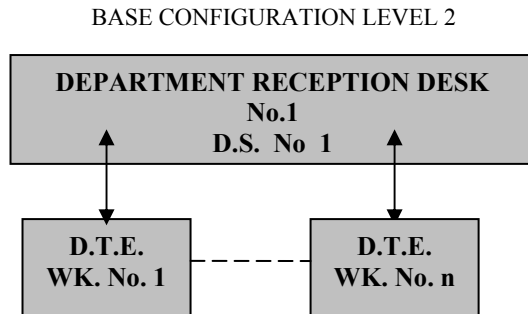 BASE CONFIGURATION LEVEL 2
DEPARTMENT RECEPTION DESK
No.1
D.S. No 1
D.T.E.
WK. No. 1
D.T.E.
WK. No. n